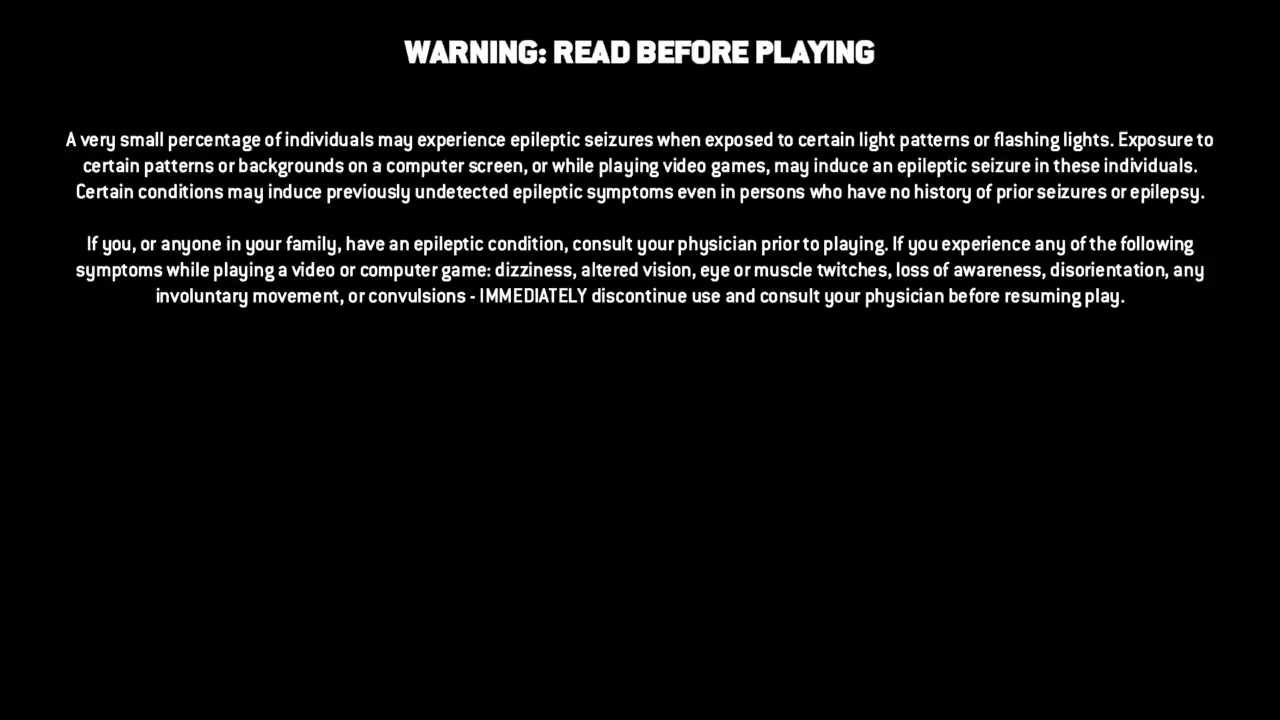 WARNING: READ BEFORE PLAYING
A very small percentage of individuals may experience epileptic seizures when exposed to certain light patterns or flashing lights. Exposure to
certain patterns or backgrounds on a computer screen, or while playing video games, may induce an epileptic seizure in these individuals.
Certain conditions may induce previously undetected epileptic symptoms even in persons who have no history of prior seizures or epilepsy.
If you, or anyone in your family, have an epileptic condition, consult your physician prior to playing. If you experience any of the following
symptoms while playing a video or computer game: dizziness, altered vision, eye or muscle twitches, loss of awareness, disorientation, any
involuntary movement, or convulsions - IMMEDIATELY discontinue use and consult your physician before resuming play.